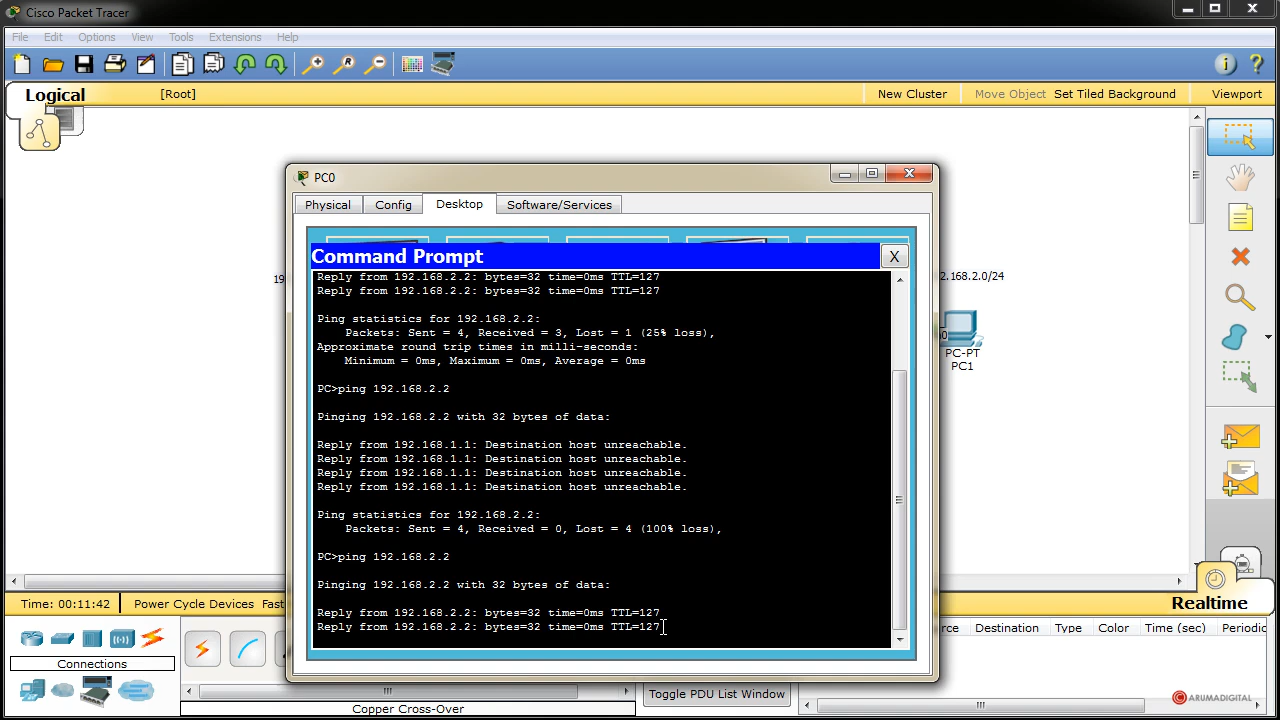 Cisco Packet Tracer
File Edit Options View Tools Extensions Help
Logical [Root] New Cluster Move Object Set Tiled Background Viewport
PC0
Physical Config Desktop Software/Services
Command Prompt X
Reply from 192.168.2.2: bytes=32 time=0ms TTL=127
Reply from 192.168.2.2: bytes=32 time=0ms TTL=127
Ping statistics for 192.168.2.2:
Packets: Sent = 4, Received = 3, Lost = 1 (25% loss),
Approximate round trip times in milli-seconds:
Minimum = 0ms, Maximum = 0ms, Average = 0ms
PC>ping 192.168.2.2
Pinging 192.168.2.2 with 32 bytes of data:
Reply from 192.168.1.1: Destination host unreachable.
Reply from 192.168.1.1: Destination host unreachable.
Reply from 192.168.1.1: Destination host unreachable.
Reply from 192.168.1.1: Destination host unreachable.
Ping statistics for 192.168.2.2:
Packets: Sent = 4, Received = 0, Lost = 4 (100% loss),
PC>ping 192.168.2.2
Pinging 192.168.2.2 with 32 bytes of data:
Reply from 192.168.2.2: bytes=32 time=0ms TTL=127
Reply from 192.168.2.2: bytes=32 time=0ms TTL=127
19
2.168.2.0/24
PC-PT
PC1
Time: 00:11:42 Power Cycle Devices Fast
Realtime
rce Destination Type Color Time (sec) Periodic
Connections
Copper Cross-Over
Toggle PDU List Window
© ARUMADIGITAL